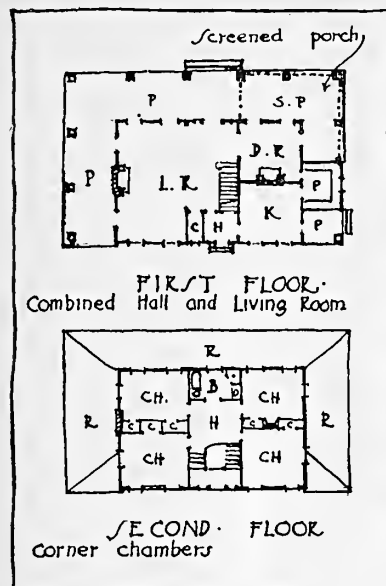 screened porch
P
S.P
D.R
P
L.R
P
K
C
H
P
FIRST FLOOR.
Combined Hall and Living Room
R
CH.
B
CH
R
C C C
H
C C
R
CH
CH
SECOND. FLOOR
Corner chambers